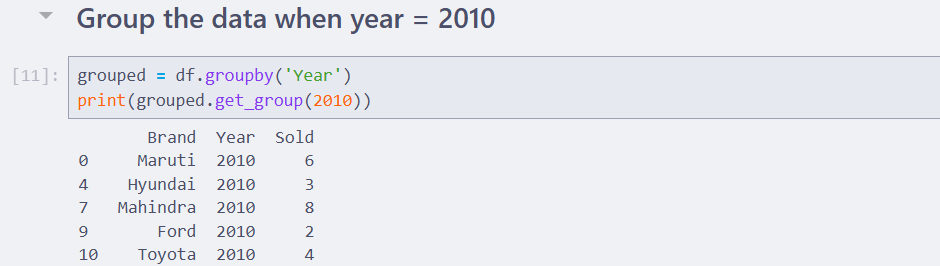 Group the data when year = 2010
[11]: grouped = df.groupby('Year')
print(grouped.get_group(2010))
Brand Year Sold
0 Maruti 2010 6
4 Hyundai 2010 3
7 Mahindra 2010 8
9 Ford 2010 2
10 Toyota 2010 4